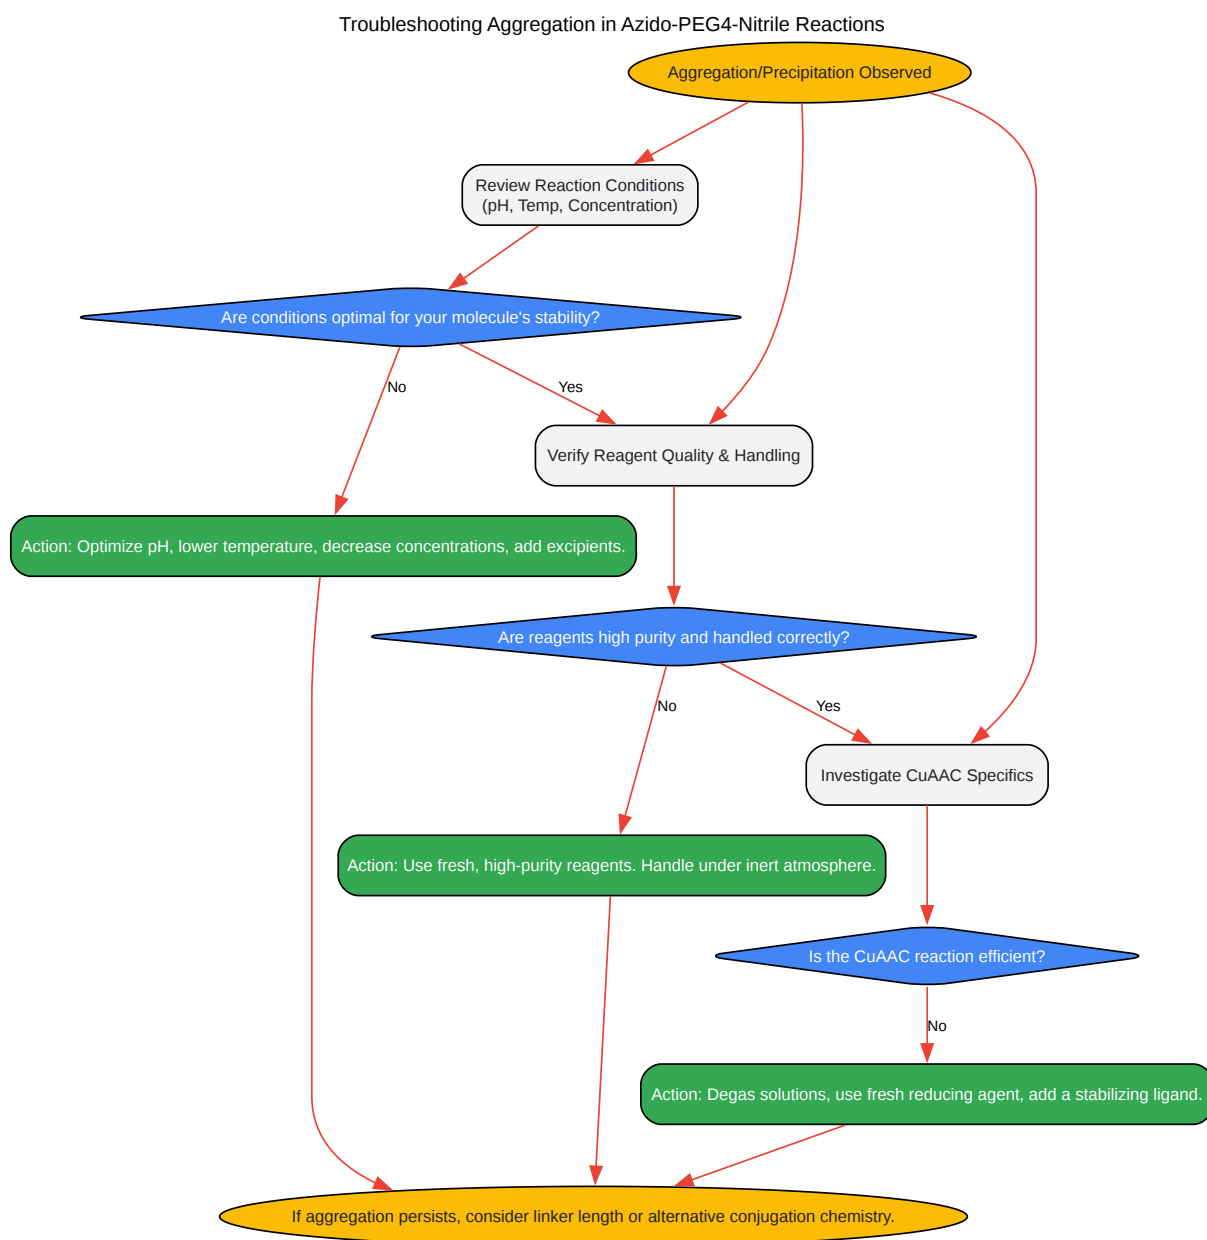 Troubleshooting Aggregation in Azido-PEG4-Nitrile Reactions
Aggregation/Precipitation Observed
Review Reaction Conditions
(pH, Temp, Concentration)
Are conditions optimal for your molecule's stability?
No
Yes
Verify Reagent Quality & Handling
Action: Optimize pH, lower temperature, decrease concentrations, add excipients.
Are reagents high purity and handled correctly?
No
Yes
Investigate CuAAC Specifics
Action: Use fresh, high-purity reagents. Handle under inert atmosphere.
Is the CuAAC reaction efficient?
No
Action: Degas solutions, use fresh reducing agent, add a stabilizing ligand.
If aggregation persists, consider linker length or alternative conjugation chemistry.